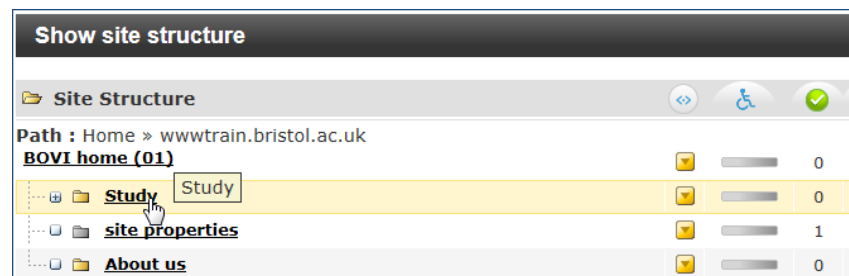 Show site structure
Site Structure
Path : Home » wwwtrain.bristol.ac.uk
BOVI home (01) 0
Study Study 0
site properties 1
About us 0